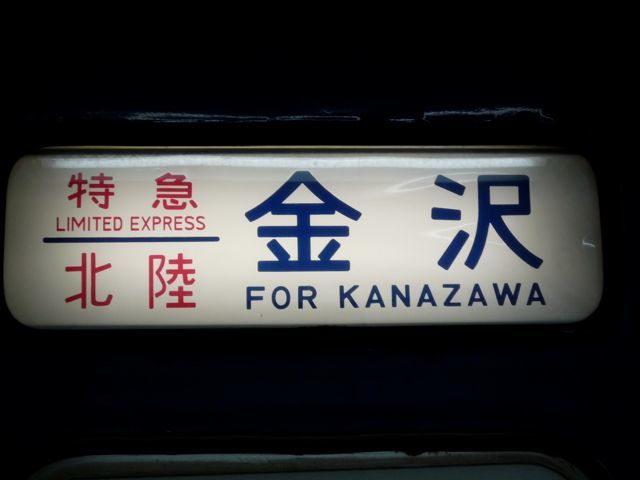 特急
LIMITED EXPRESS
北陸
金沢
FOR KANAZAWA